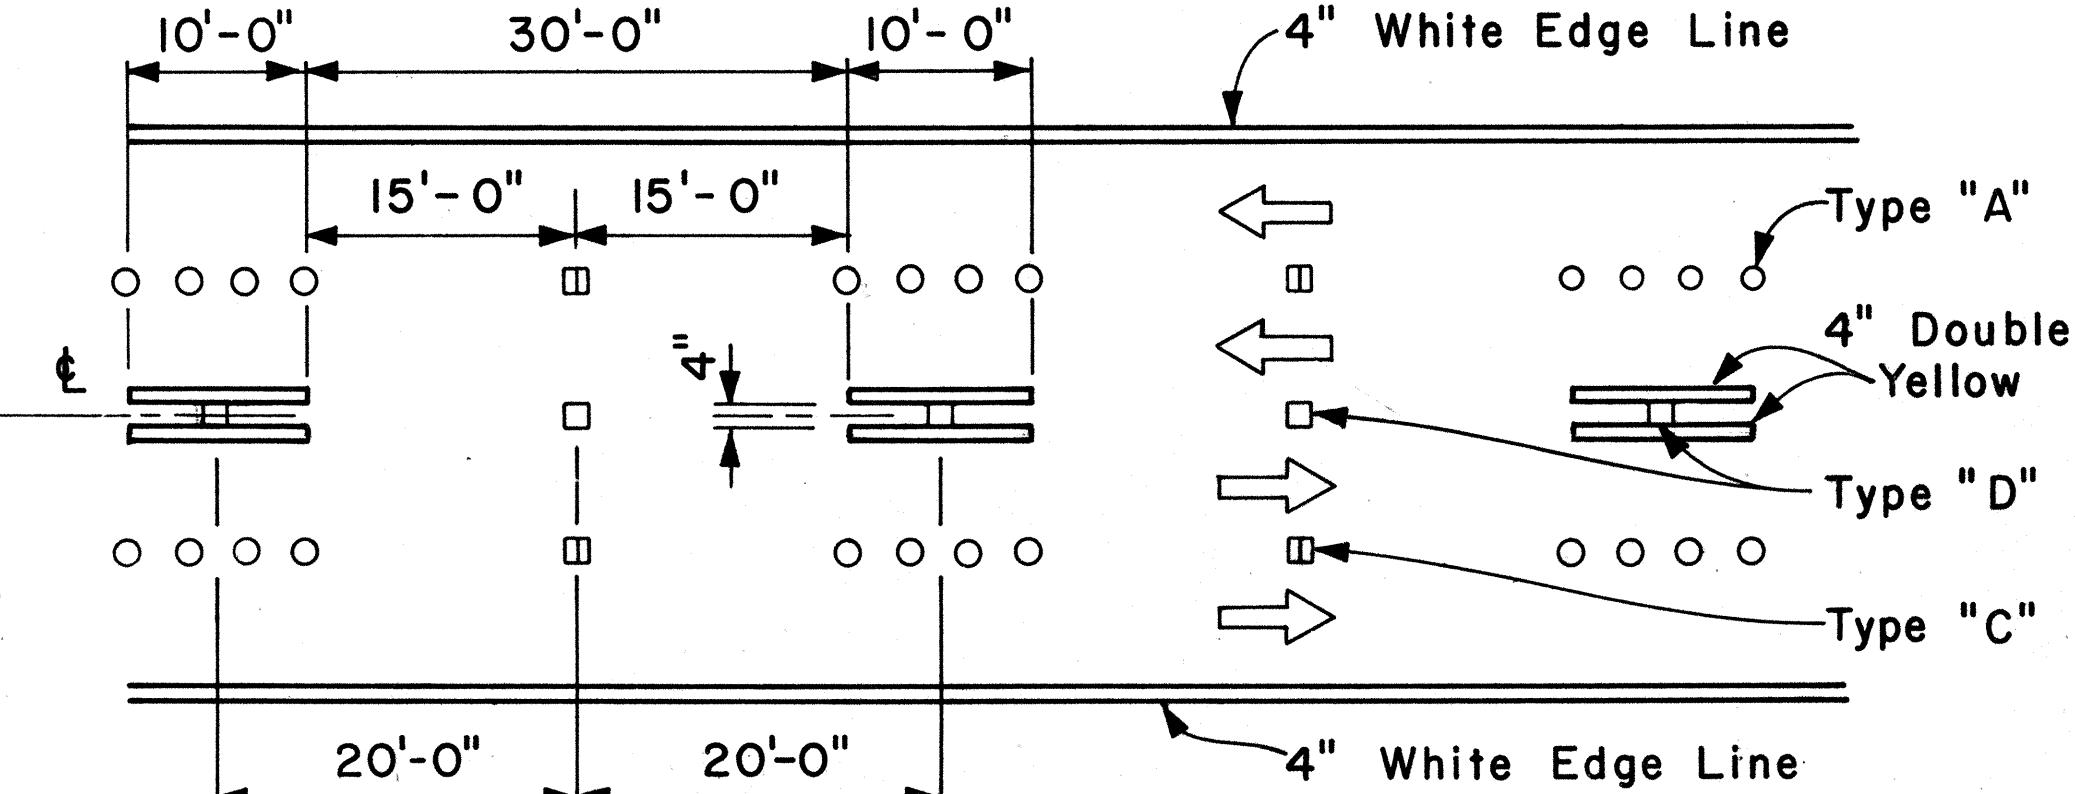 10'-0" 30'-0" 10'-0" 4" White Edge Line
15'-0" 15'-0" Type "A"
4" Double
Yellow
℄ 4"
Type "D"
Type "C"
20'-0" 20'-0" 4" White Edge Line